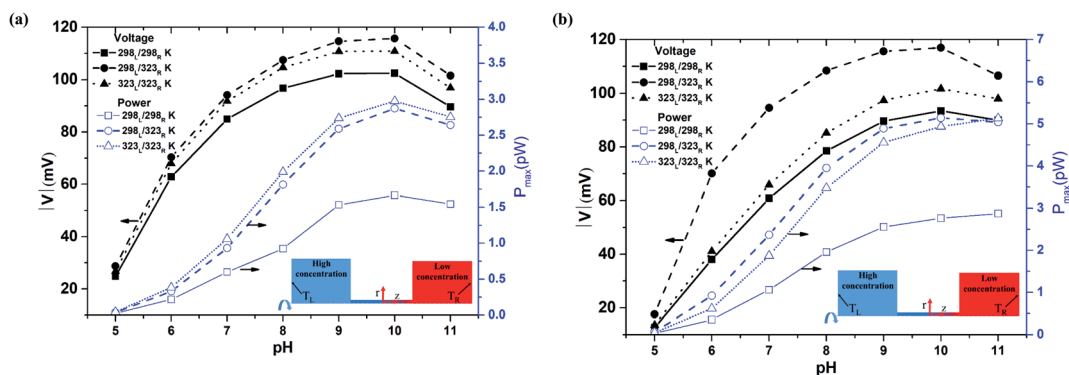 (a)
120
100
80
60
40
20
|V|(mV)
Voltage
298L/298R K
298L/323R K
323L/323R K
Power
298L/298R K
298L/323R K
323L/323R K
4.0
3.5
3.0
2.5
2.0
1.5
1.0
0.5
0.0
Pmax(pW)
High
concentration
TL
r
z
Low
concentration
TR
5 6 7 8 9 10 11
pH
(b)
120
100
80
60
40
20
|V|(mV)
Voltage
298L/298R K
298L/323R K
323L/323R K
Power
298L/298R K
298L/323R K
323L/323R K
7
6
5
4
3
2
1
0
Pmax(pW)
High
concentration
TL
r
z
Low
concentration
TR
5 6 7 8 9 10 11
pH